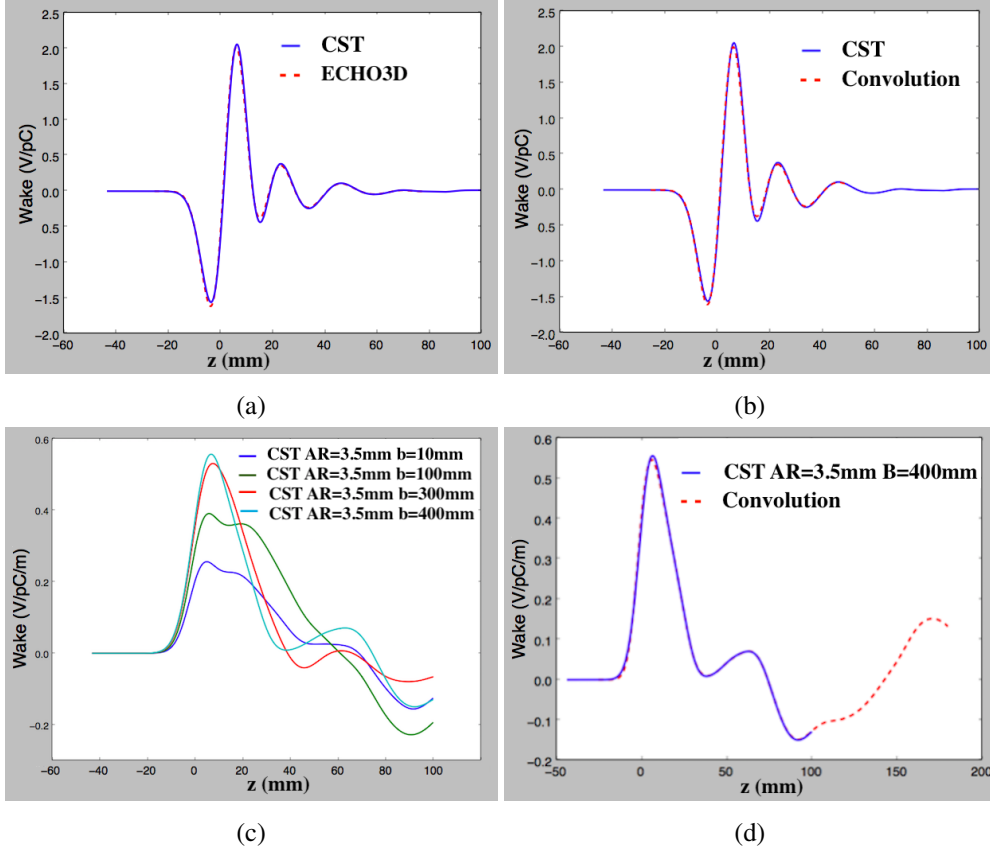 2.5
2.0
1.5
1.0
0.5
0.0
0.5
−1.0
−1.5
−2.0
Wake (V/pC)
CST
ECHO3D
−60 −40 −20 0 20 40 60 80 100
z (mm)
(a)
2.5
2.0
1.5
1.0
0.5
0.0
0.5
−1.0
−1.5
−2.0
Wake (V/pC)
CST
Convolution
−60 −40 −20 0 20 40 60 80 100
z (mm)
(b)
0.6
0.4
0.2
0.0
−0.2
Wake (V/pC/m)
CST AR=3.5mm b=10mm
CST AR=3.5mm b=100mm
CST AR=3.5mm b=300mm
CST AR=3.5mm b=400mm
−60 −40 −20 0 20 40 60 80 100
z (mm)
(c)
0.6
0.5
0.4
0.3
0.2
0.1
0.0
−0.1
−0.2
Wake (V/pC/m)
CST AR=3.5mm B=400mm
Convolution
−50 0 50 100 150 200
z (mm)
(d)